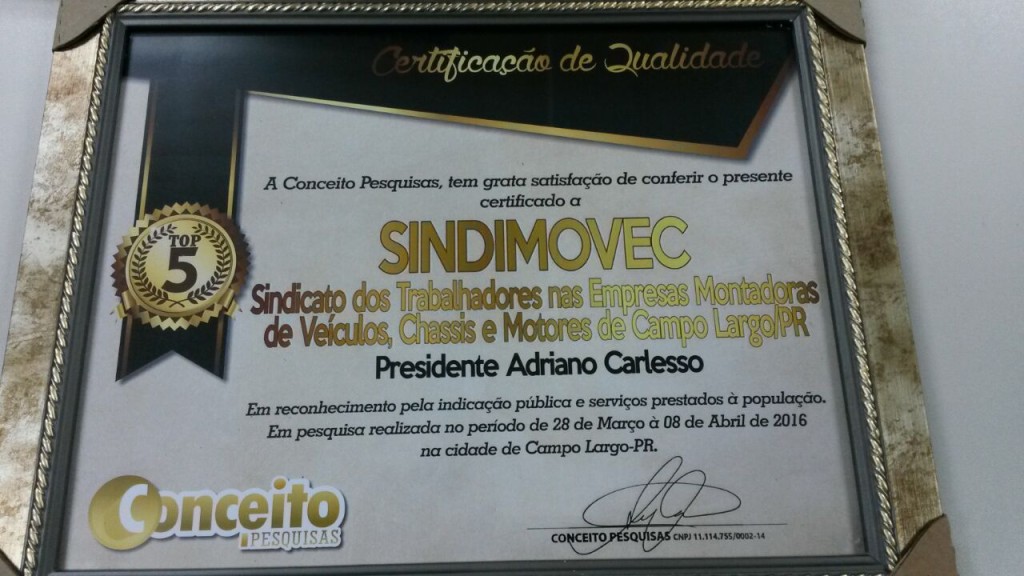 Certificação de Qualidade
A Conceito Pesquisas, tem grata satisfação de conferir o presente
certificado a
SINDIMOVEC
Sindicato dos Trabalhadores nas Empresas Montadoras
de Veículos, Chassis e Motores de Campo Largo/PR
Presidente Adriano Carlesso
TOP
5
Em reconhecimento pela indicação pública e serviços prestados à população.
Em pesquisa realizada no período de 28 de Março à 08 de Abril de 2016
na cidade de Campo Largo-PR.
Conceito
PESQUISAS
CONCEITO PESQUISAS CNPJ 11.114.755/0002-14